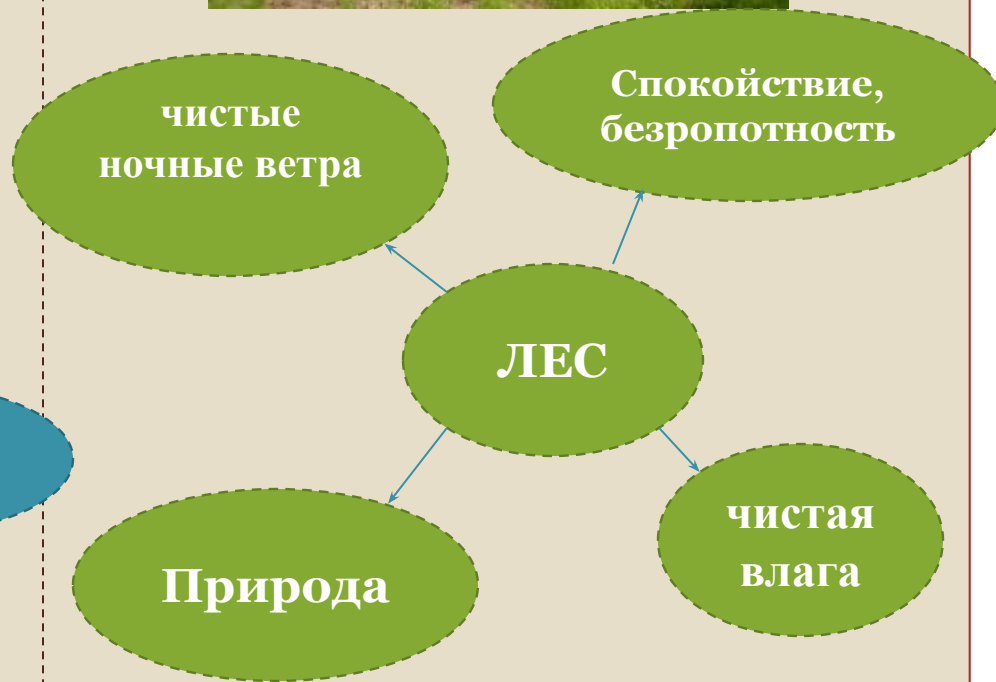 Спокойствие,
безропотность
чистые
ночные ветра
ЛЕС
чистая
влага
Природа